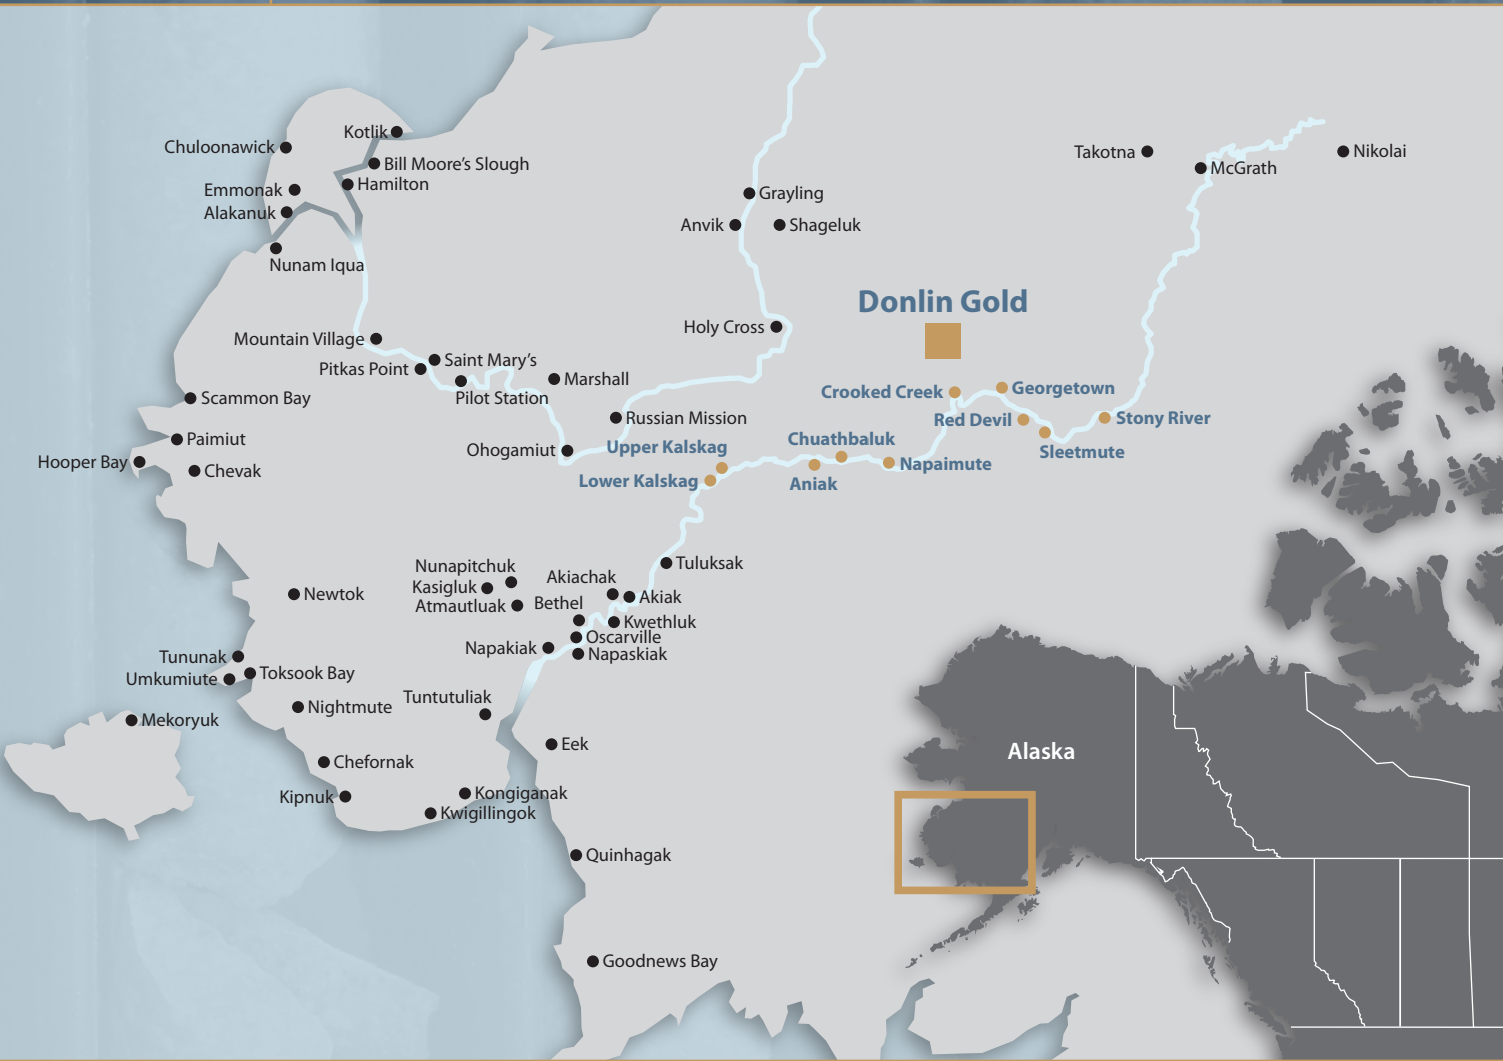 Kotlik
Chuloonawick
Bill Moore's Slough
Hamilton
Emmonak
Alakanuk
Nunam Iqua
Takotna
McGrath
Nikolai
Grayling
Anvik
Shageluk
Donlin Gold
Holy Cross
Mountain Village
Saint Mary's
Pitkas Point
Pilot Station
Marshall
Scammon Bay
Russian Mission
Crooked Creek
Georgetown
Red Devil
Stony River
Sleetmute
Paimiut
Hooper Bay
Chevak
Ohogamiut
Upper Kalskag
Lower Kalskag
Chuathbaluk
Aniak
Napaimute
Tuluksak
Nunapitchuk
Kasigluk
Atmautluak
Akiachak
Akiak
Bethel
Kwethluk
Oscarville
Napakiak
Napaskiak
Newtok
Tununak
Umkumiute
Toksook Bay
Mekoryuk
Nightmute
Tuntutuliak
Eek
Chefornak
Kipnuk
Kongiganak
Kwigillingok
Alaska
Quinhagak
Goodnews Bay